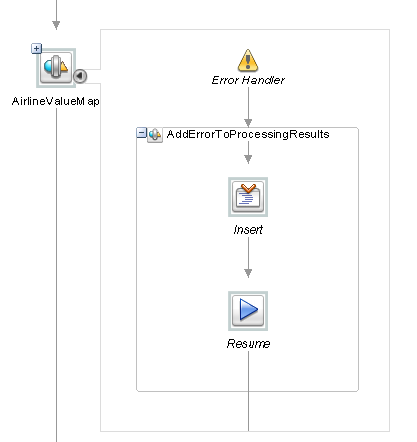 Error Handler
AirlineValueMap
AddErrorToProcessingResults
Insert
Resume